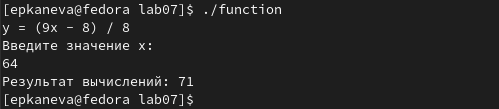 [epkaneva@fedora lab07]$ ./function
y = (9x - 8) / 8
Введите значение x:
64
Результат вычислений: 71
[epkaneva@fedora lab07]$